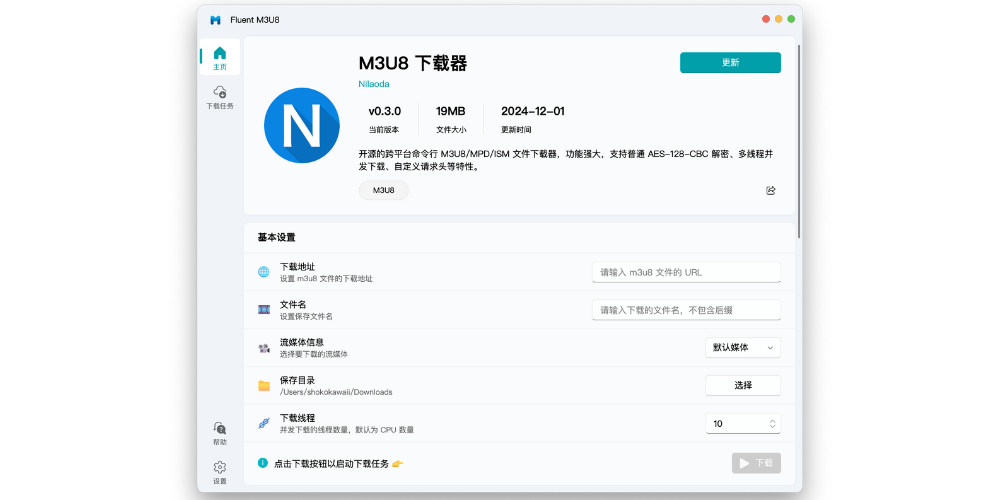 Fluent M3U8
主页
下载任务
帮助
设置
N
M3U8 下载器
更新
Nilaoda
v0.3.0
当前版本
19MB
文件大小
2024-12-01
更新时间
开源的跨平台命令行 M3U8/MPD/ISM 文件下载器，功能强大，支持普通 AES-128-CBC 解密、多线程并
发下载、自定义请求头等特性。
M3U8
基本设置
下载地址
设置 m3u8 文件的下载地址
请输入 m3u8 文件的 URL
文件名
设置保存文件名
请输入下载的文件名，不包含后缀
流媒体信息
选择要下载的流媒体
默认媒体
保存目录
/Users/shokokawaii/Downloads
选择
下载线程
并发下载的线程数量，默认为 CPU 数量
10
点击下载按钮以启动下载任务 👉
下载